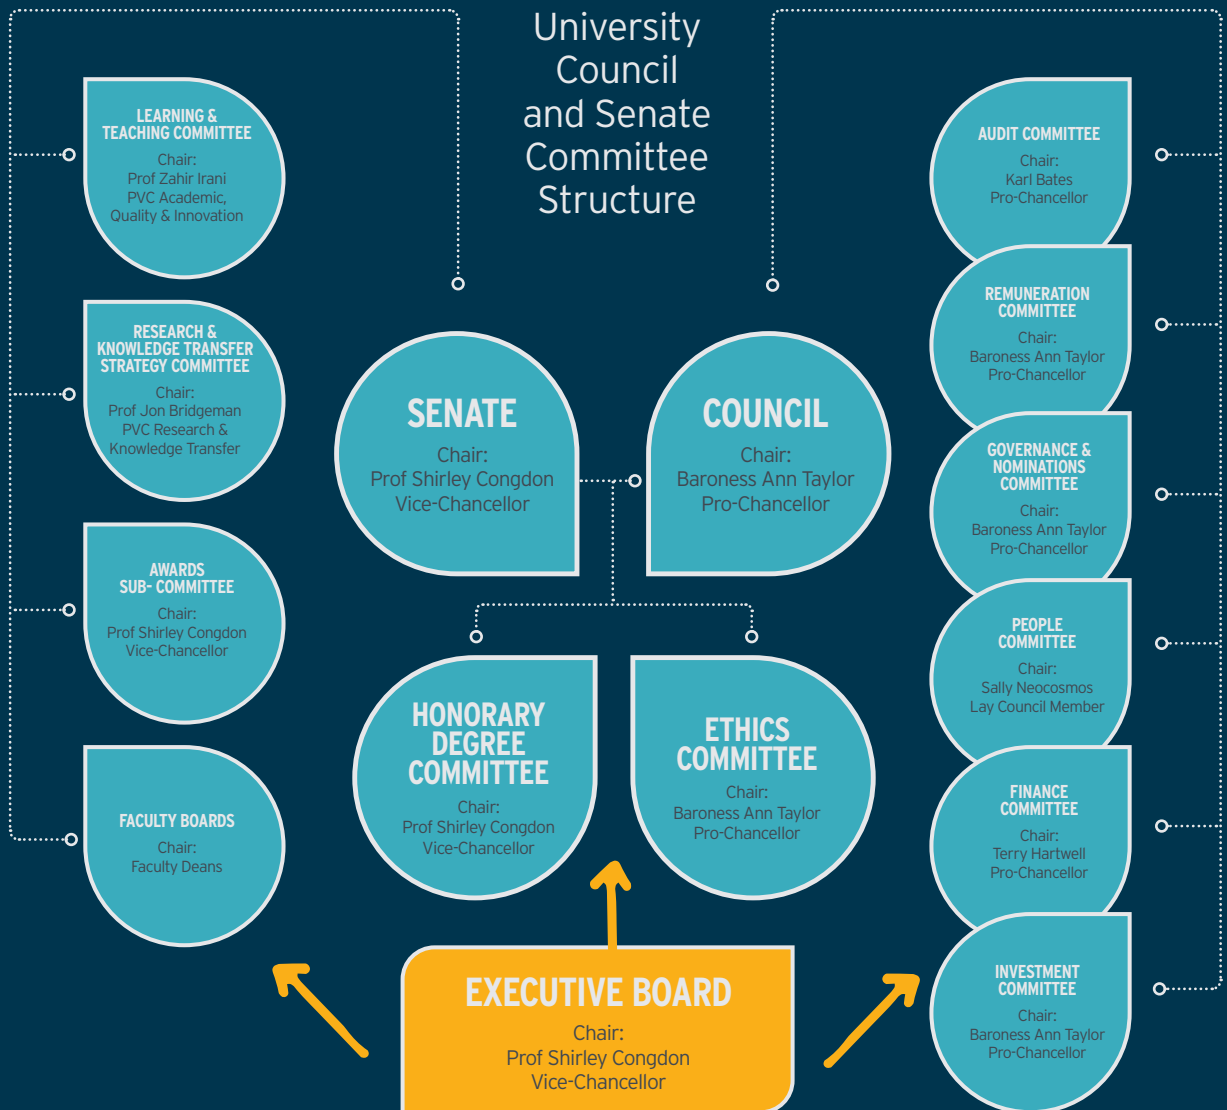 University
Council
and Senate
Committee
Structure
LEARNING &
TEACHING COMMITTEE
Chair:
Prof Zahir Irani
PVC Academic,
Quality & Innovation
RESEARCH &
KNOWLEDGE TRANSFER
STRATEGY COMMITTEE
Chair:
Prof Jon Bridgeman
PVC Research &
Knowledge Transfer
AWARDS
SUB- COMMITTEE
Chair:
Prof Shirley Congdon
Vice-Chancellor
FACULTY BOARDS
Chair:
Faculty Deans
SENATE
Chair:
Prof Shirley Congdon
Vice-Chancellor
COUNCIL
Chair:
Baroness Ann Taylor
Pro-Chancellor
HONORARY
DEGREE
COMMITTEE
Chair:
Prof Shirley Congdon
Vice-Chancellor
ETHICS
COMMITTEE
Chair:
Baroness Ann Taylor
Pro-Chancellor
EXECUTIVE BOARD
Chair:
Prof Shirley Congdon
Vice-Chancellor
AUDIT COMMITTEE
Chair:
Karl Bates
Pro-Chancellor
REMUNERATION
COMMITTEE
Chair:
Baroness Ann Taylor
Pro-Chancellor
GOVERNANCE &
NOMINATIONS
COMMITTEE
Chair:
Baroness Ann Taylor
Pro-Chancellor
PEOPLE
COMMITTEE
Chair:
Sally Neocosmos
Lay Council Member
FINANCE
COMMITTEE
Chair:
Terry Hartwell
Pro-Chancellor
INVESTMENT
COMMITTEE
Chair:
Baroness Ann Taylor
Pro-Chancellor